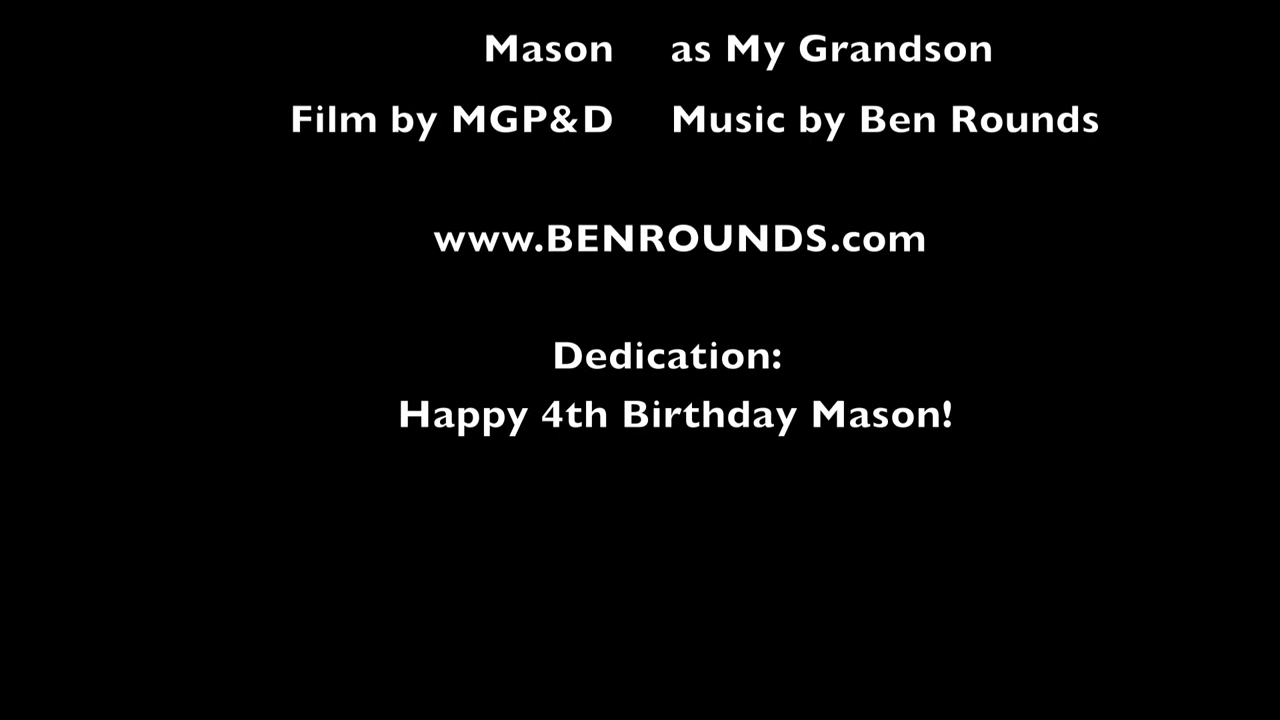 Mason as My Grandson
Film by MGP&D Music by Ben Rounds
www.BENROUNDS.com
Dedication:
Happy 4th Birthday Mason!